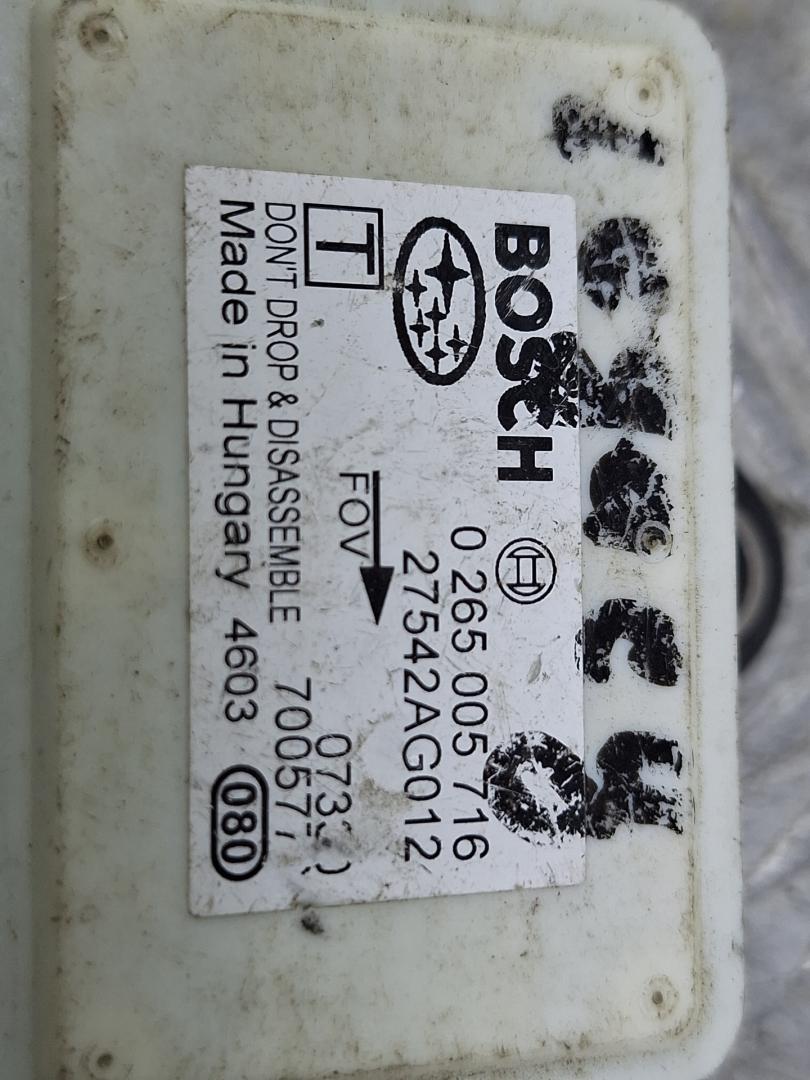 BOSCH
0 265 005 716
27542AG012
T
FOV
DON'T DROP & DISASSEMBLE
Made in Hungary 4603
080